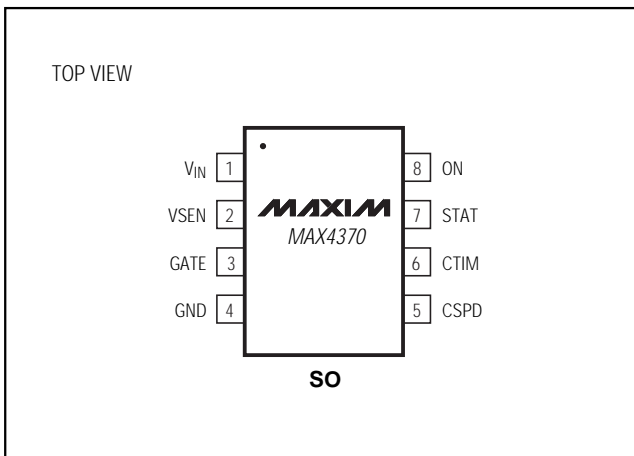 TOP VIEW
VIN 1
VSEN 2
GATE 3
GND 4
MAXIM
MAX4370
8 ON
7 STAT
6 CTIM
5 CSPD
SO